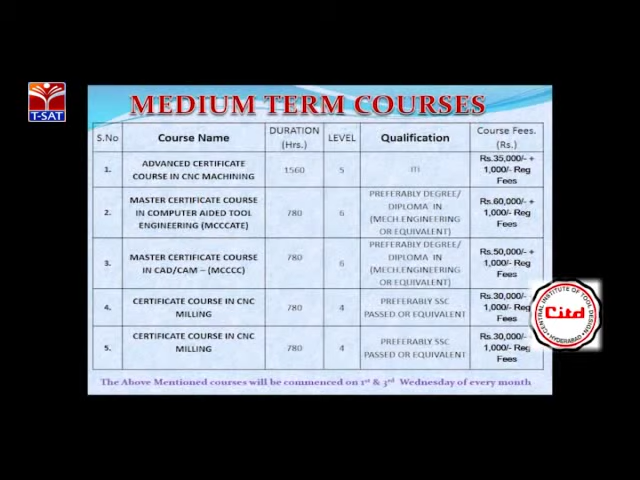 T-SAT
MEDIUM TERM COURSES
S.No Course Name DURATION (Hrs.) LEVEL Qualification Course Fees. (Rs.)
1. ADVANCED CERTIFICATE COURSE IN CNC MACHINING 1560 5 ITI Rs.35,000/- + 1,000/- Reg Fees
2. MASTER CERTIFICATE COURSE IN COMPUTER AIDED TOOL ENGINEERING (MCCCATE) 780 6 PREFERABLY DEGREE/ DIPLOMA IN (MECH.ENGINEERING OR EQUIVALENT) Rs.60,000/- + 1,000/- Reg Fees
3. MASTER CERTIFICATE COURSE IN CAD/CAM – (MCCCC) 780 6 PREFERABLY DEGREE/ DIPLOMA IN (MECH.ENGINEERING OR EQUIVALENT) Rs.50,000/- + 1,000/- Reg Fees
4. CERTIFICATE COURSE IN CNC MILLING 780 4 PREFERABLY SSC PASSED OR EQUIVALENT Rs.30,000/- 1,000/- Reg Fees
5. CERTIFICATE COURSE IN CNC MILLING 780 4 PREFERABLY SSC PASSED OR EQUIVALENT Rs.30,000/- 1,000/- Reg Fees
CENTRAL INSTITUTE OF TOOL DESIGN
Citd
HYDERABAD
The Above Mentioned courses will be commenced on 1st & 3rd Wednesday of every month